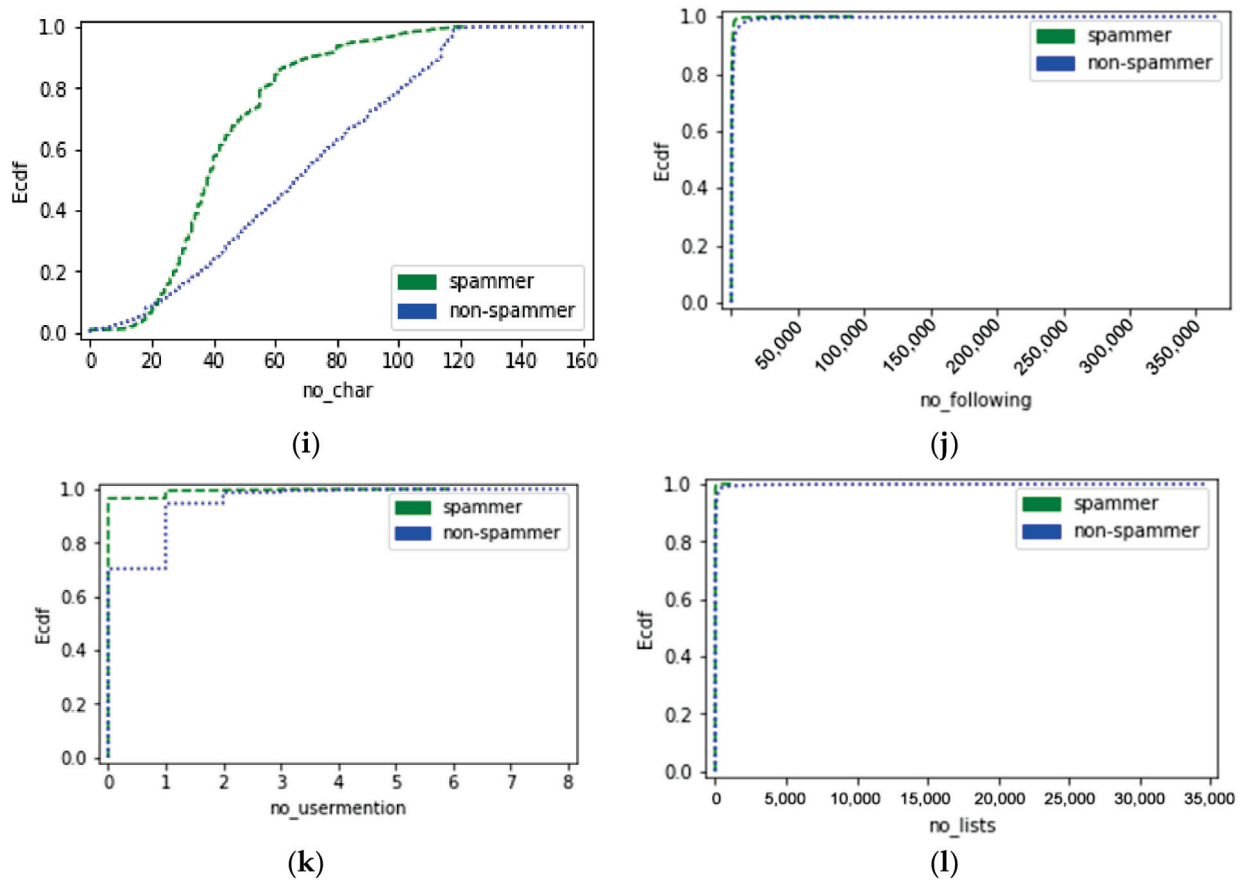 1.0
0.8
0.6
0.4
0.2
0.0
Ecdf
spammer
non-spammer
0 20 40 60 80 100 120 140 160
no_char
(i)
1.0
0.8
0.6
0.4
0.2
0.0
Ecdf
spammer
non-spammer
50,000 100,000 150,000 200,000 250,000 300,000 350,000
no_following
(j)
1.0
0.8
0.6
0.4
0.2
0.0
Ecdf
spammer
non-spammer
0 1 2 3 4 5 6 7 8
no_usermention
(k)
1.0
0.8
0.6
0.4
0.2
0.0
Ecdf
spammer
non-spammer
0 5,000 10,000 15,000 20,000 25,000 30,000 35,000
no_lists
(l)